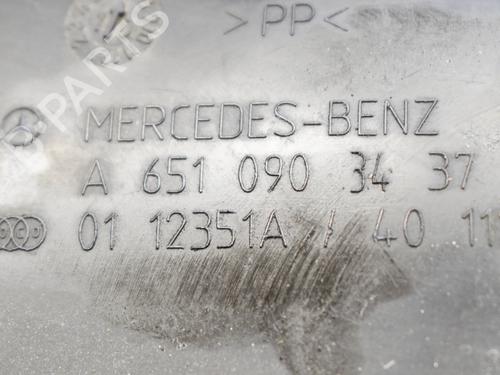 >PP<
MERCEDES-BENZ
A 651 090 34 37
01 12351A / 40 11